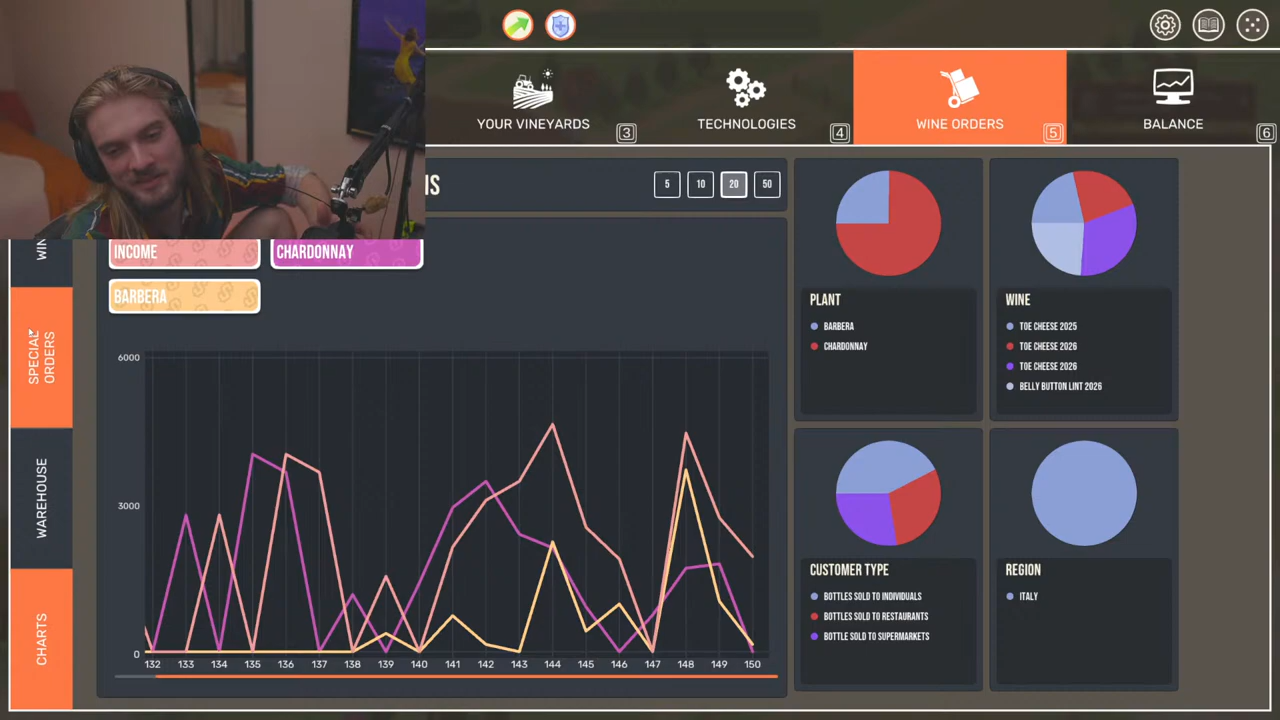 YOUR VINEYARDS
3
TECHNOLOGIES
4
WINE ORDERS
5
BALANCE
6
5
10
20
50
INCOME
CHARDONNAY
BARBERA
SPECIAL
ORDERS
WAREHOUSE
CHARTS
6000
3000
0
132 133 134 135 136 137 138 139 140 141 142 143 144 145 146 147 148 149 150
PLANT
BARBERA
CHARDONNAY
WINE
TOE CHEESE 2025
TOE CHEESE 2026
TOE CHEESE 2026
BELLY BUTTON LINT 2026
CUSTOMER TYPE
BOTTLES SOLD TO INDIVIDUALS
BOTTLES SOLD TO RESTAURANTS
BOTTLE SOLD TO SUPERMARKETS
REGION
ITALY